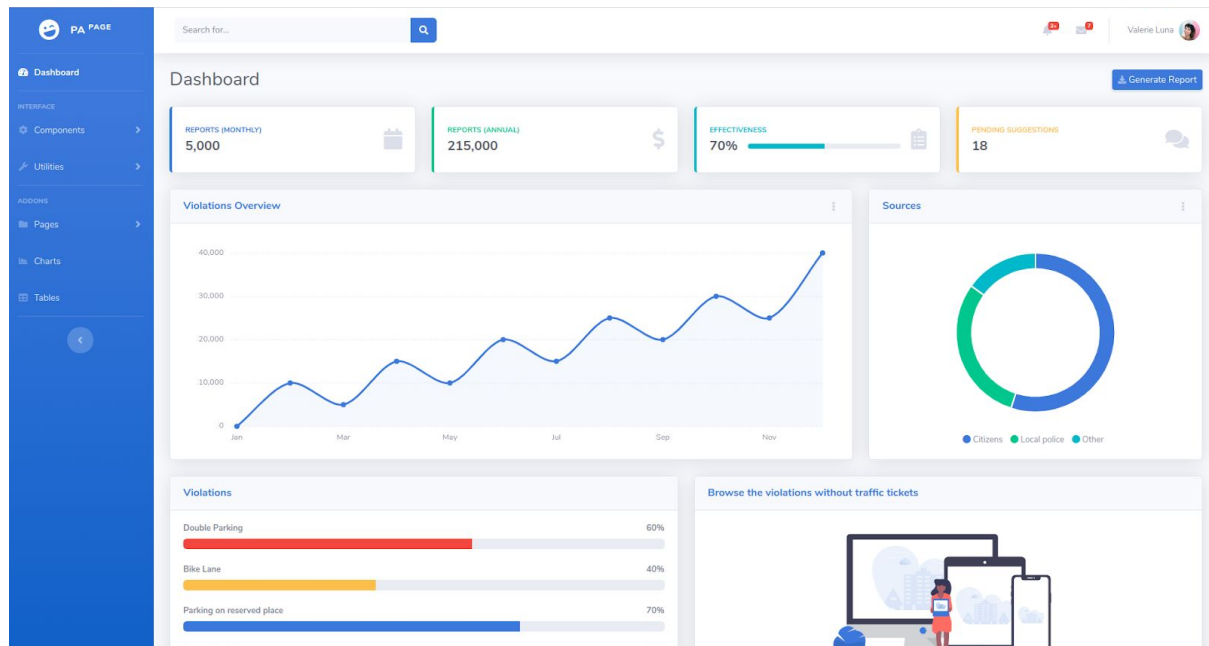 PA PAGE
Search for...
3+
7
Valerie Luna
Dashboard
INTERFACE
Components
Utilities
ADDONS
Pages
Charts
Tables
Dashboard
Generate Report
REPORTS (MONTHLY)
5,000
REPORTS (ANNUAL)
215,000
EFFECTIVENESS
70%
PENDING SUGGESTIONS
18
Violations Overview
40,000
30,000
20,000
10,000
0
Jan Mar May Jul Sep Nov
Sources
Citizens Local police Other
Violations
Double Parking 60%
Bike Lane 40%
Parking on reserved place 70%
Browse the violations without traffic tickets